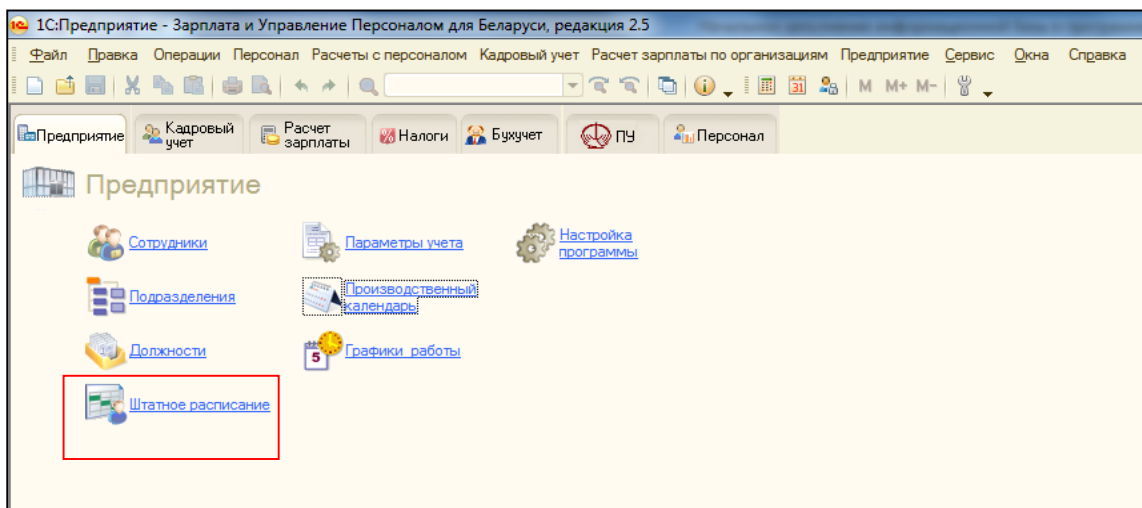 1С:Предприятие - Зарплата и Управление Персоналом для Беларуси, редакция 2.5
Файл Правка Операции Персонал Расчеты с персоналом Кадровый учет Расчет зарплаты по организациям Предприятие Сервис Окна Справка
M M+ M-
Предприятие Кадровый учет Расчет зарплаты Налоги Бухучет ПУ Персонал
Предприятие
Сотрудники Параметры учета Настройка программы
Подразделения Производственный календарь
Должности Графики работы
Штатное расписание